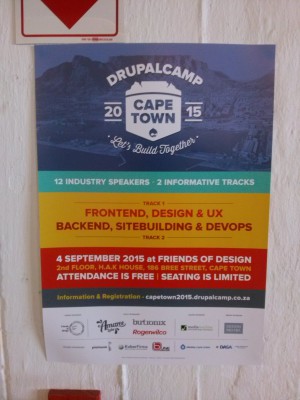 DRUPALCAMP
20 CAPE TOWN 15
Let's Build Together
12 INDUSTRY SPEAKERS · 2 INFORMATIVE TRACKS
TRACK 1
FRONTEND, DESIGN & UX
BACKEND, SITEBUILDING & DEVOPS
TRACK 2
4 SEPTEMBER 2015 at FRIENDS OF DESIGN
2ND FLOOR, H.A.K HOUSE, 186 BREE STREET, CAPE TOWN
ATTENDANCE IS FREE | SEATING IS LIMITED
Information & Registration - capetown2015.drupalcamp.co.za
Amazee
burtronix
Rogerwilco